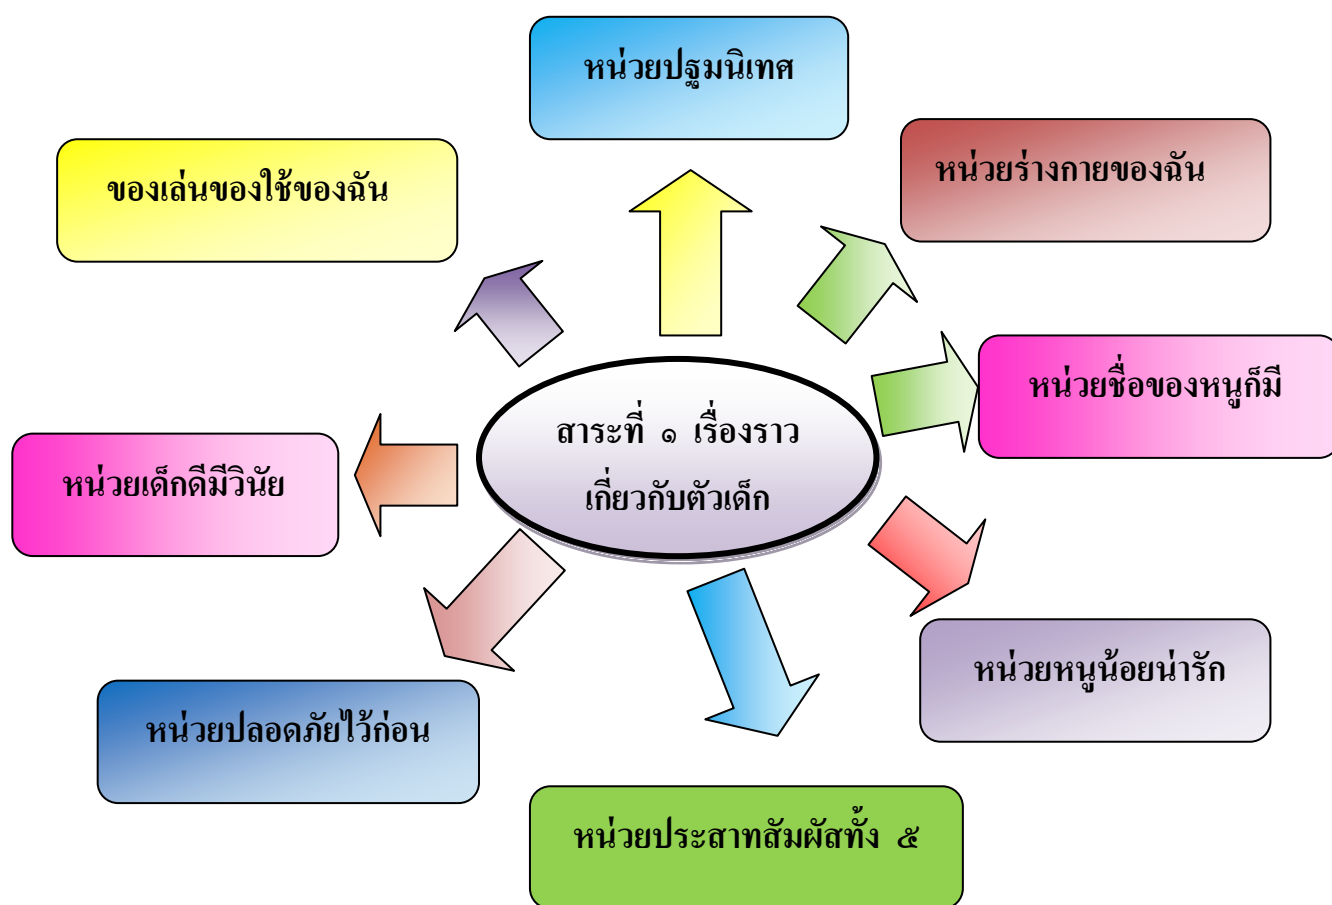 หน่วยปฐมนิเทศ
ของเล่นของใช้ของฉัน
หน่วยร่างกายของฉัน
หน่วยชื่อของหนูก็มี
สาระที่ ๑ เรื่องราว
เกี่ยวกับตัวเด็ก
หน่วยเด็กดีมีวินัย
หน่วยหนูน้อยน่ารัก
หน่วยปลอดภัยไว้ก่อน
หน่วยประสาทสัมผัสทั้ง ๕